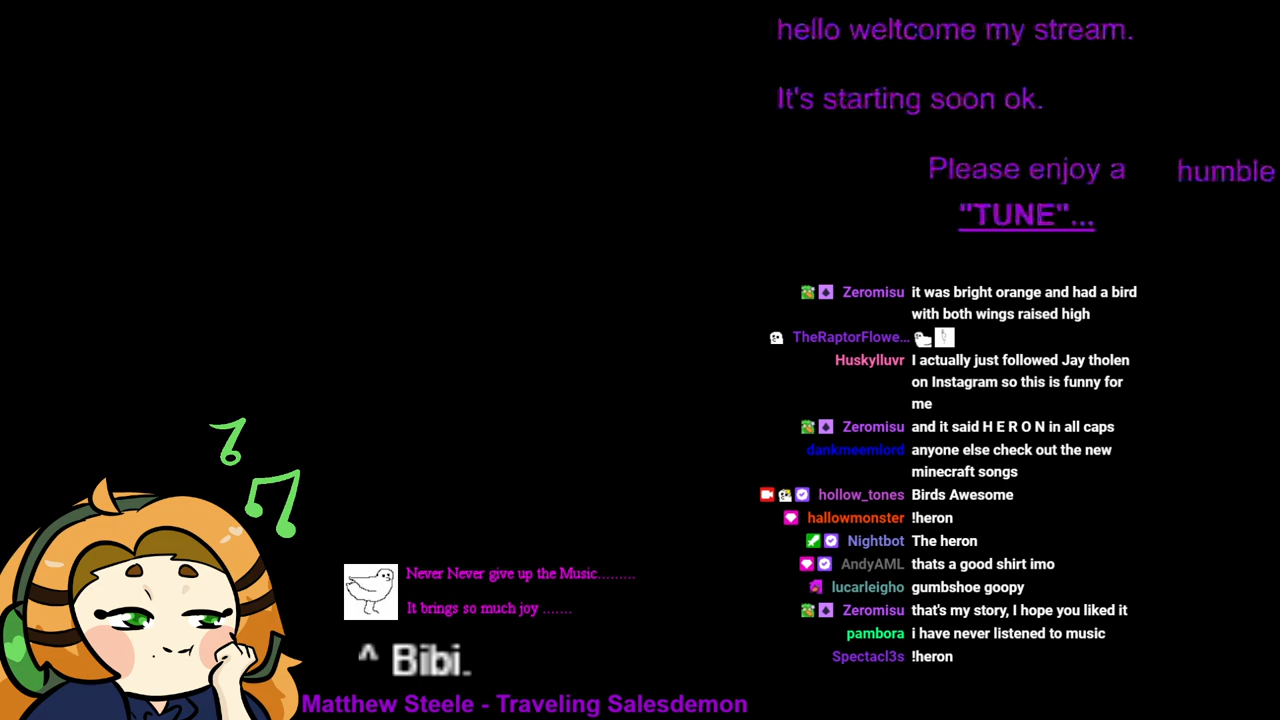 hello weltcome my stream.
It's starting soon ok.
Please enjoy a humble
"TUNE"...
Zeromisu it was bright orange and had a bird
with both wings raised high
TheRaptorFlowe...
Huskylluvr I actually just followed Jay tholen
on Instagram so this is funny for
me
Zeromisu and it said H E R O N in all caps
dankmeemlord anyone else check out the new
minecraft songs
hollow_tones Birds Awesome
hallowmonster !heron
Nightbot The heron
AndyAML thats a good shirt imo
lucarleigho gumbshoe goopy
Zeromisu that's my story, I hope you liked it
pambora i have never listened to music
Spectacl3s !heron
Never Never give up the Music.........
It brings so much joy .......
^ Bibi.
Matthew Steele - Traveling Salesdemon